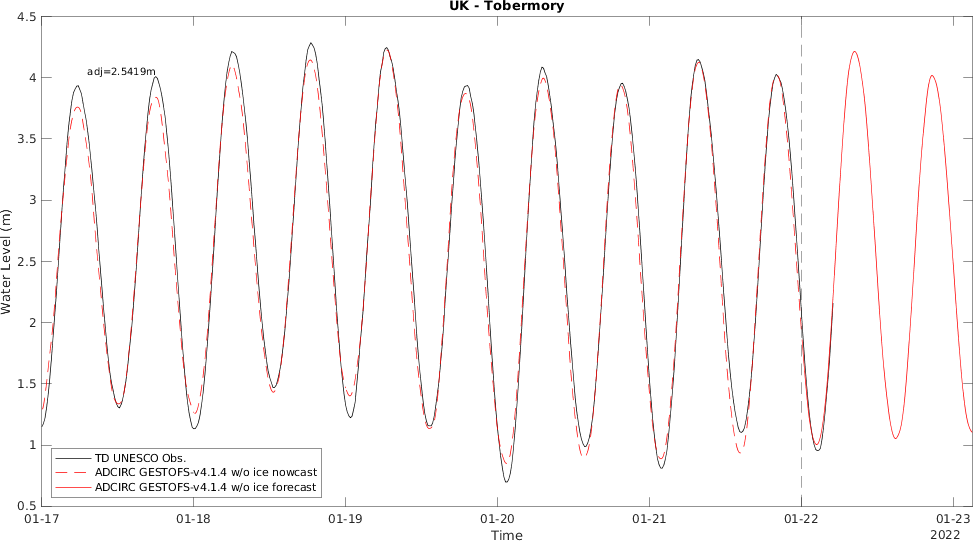 UK - Tobermory
4.5
adj=2.5419m
4
3.5
3
2.5
2
1.5
1
0.5
Water Level (m)
TD UNESCO Obs.
ADCIRC GESTOFS-v4.1.4 w/o ice nowcast
ADCIRC GESTOFS-v4.1.4 w/o ice forecast
01-17 01-18 01-19 01-20 01-21 01-22 01-23
Time
2022